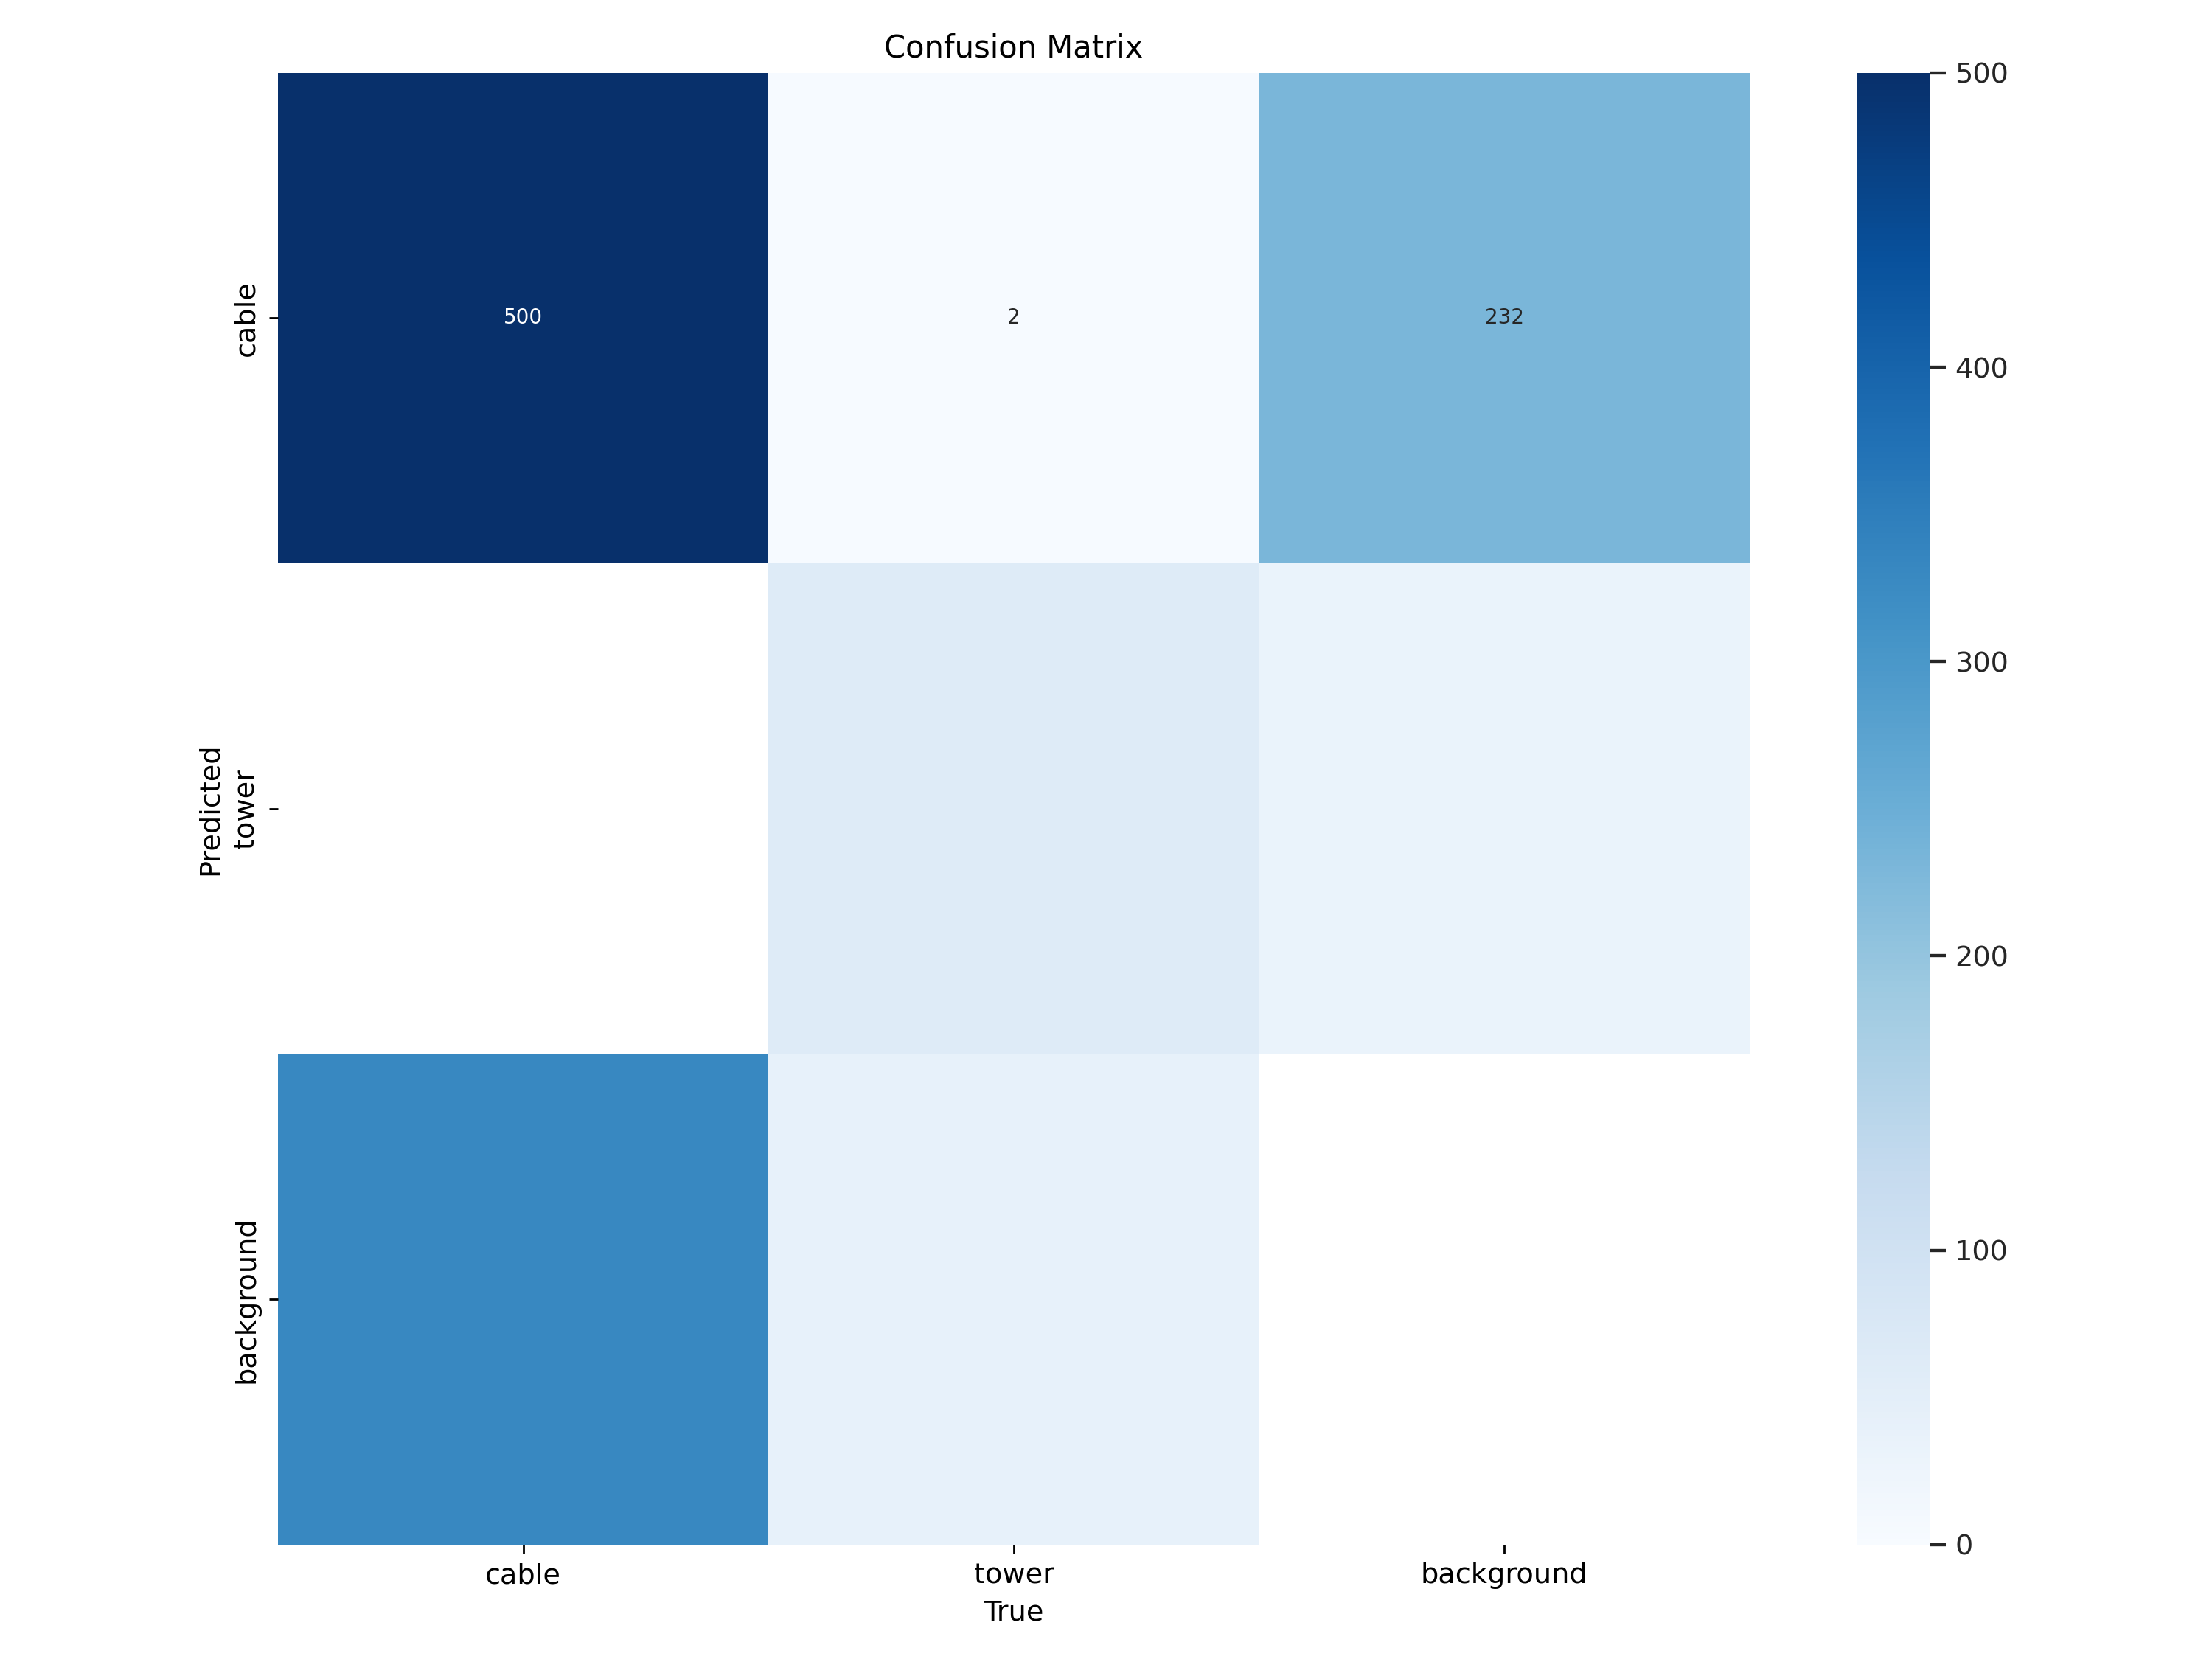 Confusion Matrix
cable
500
2
232
Predicted
tower
background
cable
tower
background
True
500
400
300
200
100
0